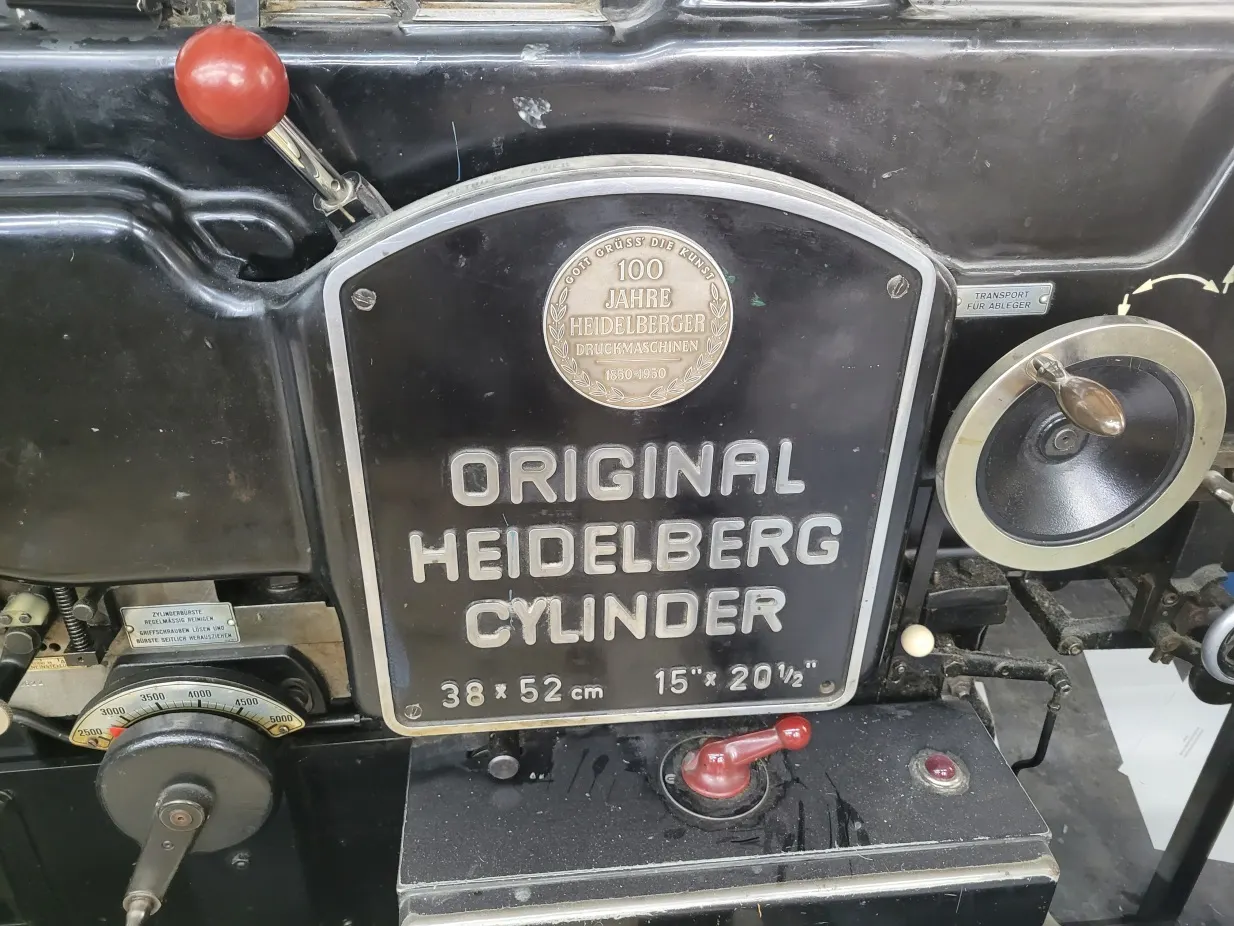 GOTT GRÜSS' DIE KUNST
100
JAHRE
HEIDELBERGER
DRUCKMASCHINEN
1850-1950
ORIGINAL
HEIDELBERG
CYLINDER
38 x 52 cm 15" x 20 1/2"
TRANSPORT
FÜR ABLEGER
ZYLINDERBÜRSTE
REGELMÄSSIG REINIGEN
GRIFFSCHRAUBEN LÖSEN UND
BÜRSTE SEITLICH HERAUSZIEHEN
2500 3000 3500 4000 4500 5000